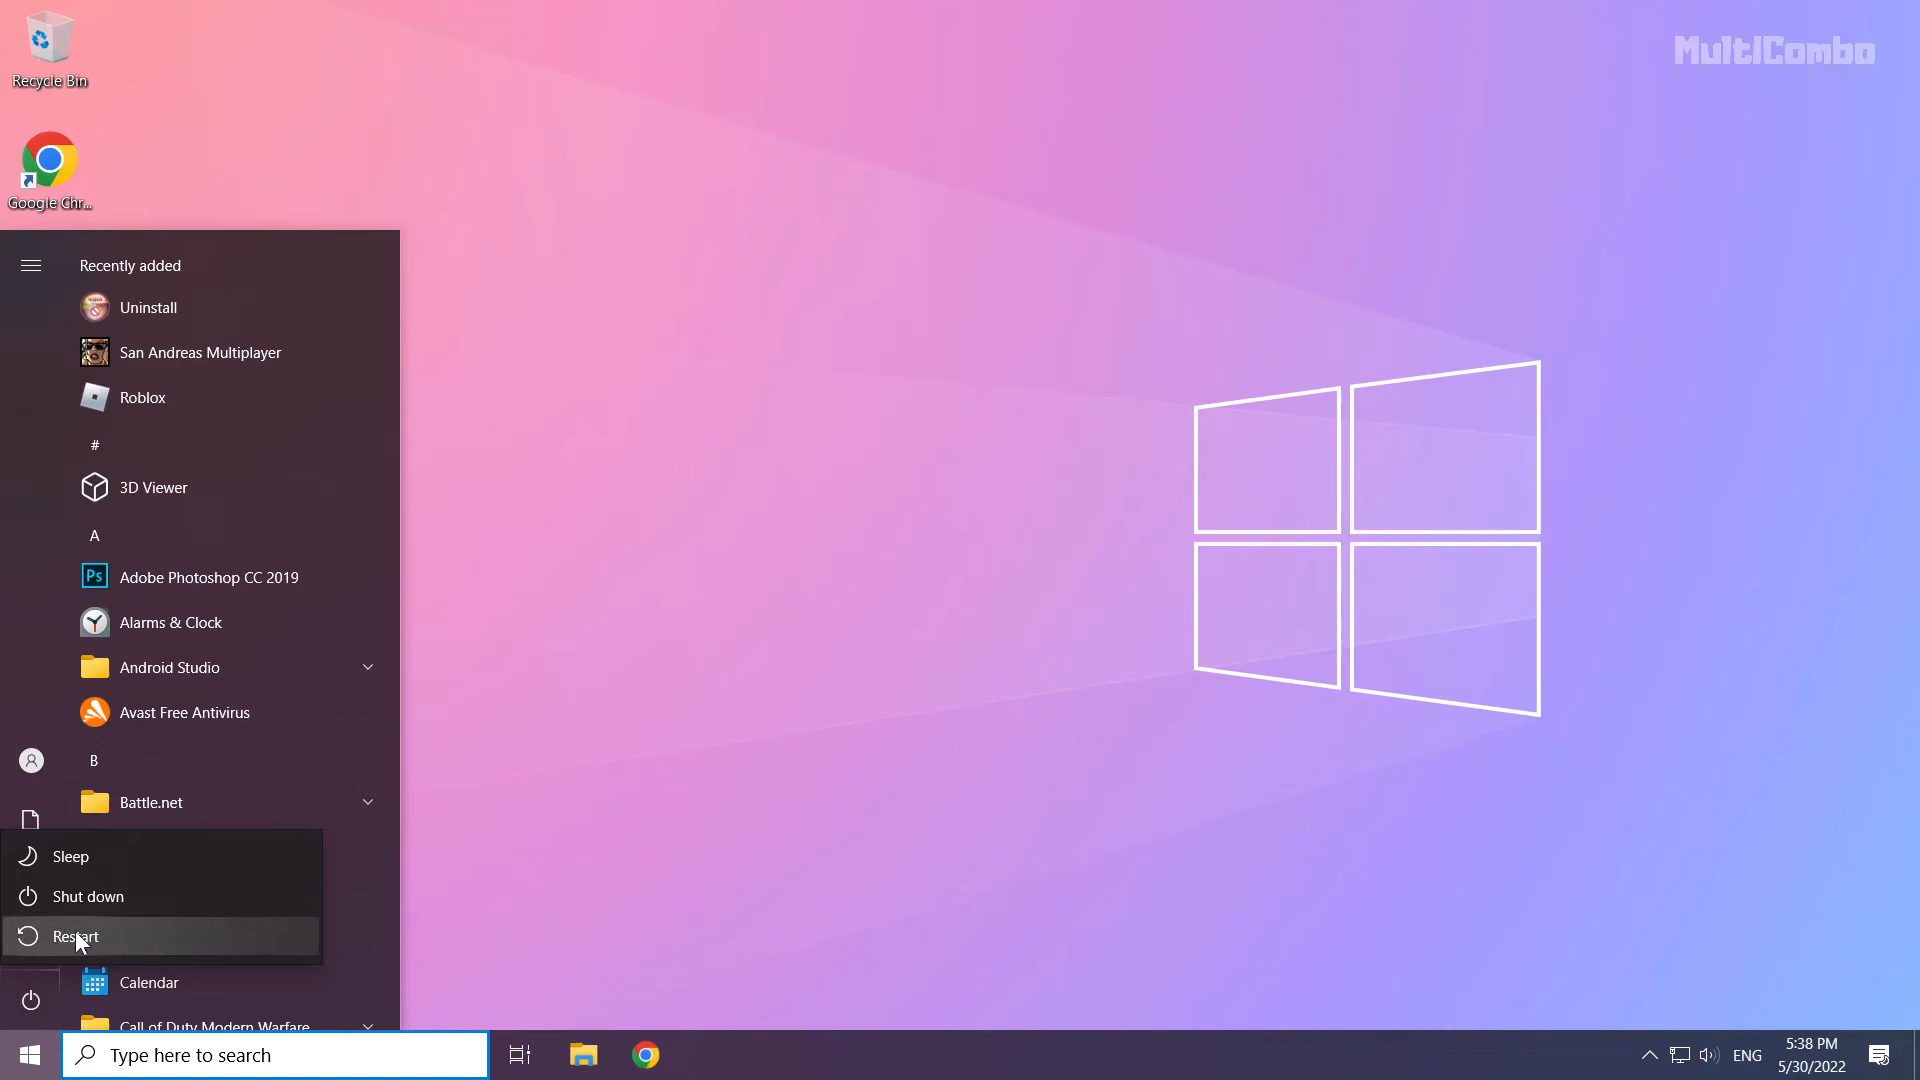 Recycle Bin
MultiCombo
Google Chr...
Recently added
Uninstall
San Andreas Multiplayer
Roblox
#
3D Viewer
A
Ps
Adobe Photoshop CC 2019
Alarms & Clock
Android Studio
Avast Free Antivirus
B
Battle.net
Sleep
Shut down
Restart
Calendar
Call of Duty Modern Warfare
Type here to search
ENG
5:38 PM
5/30/2022